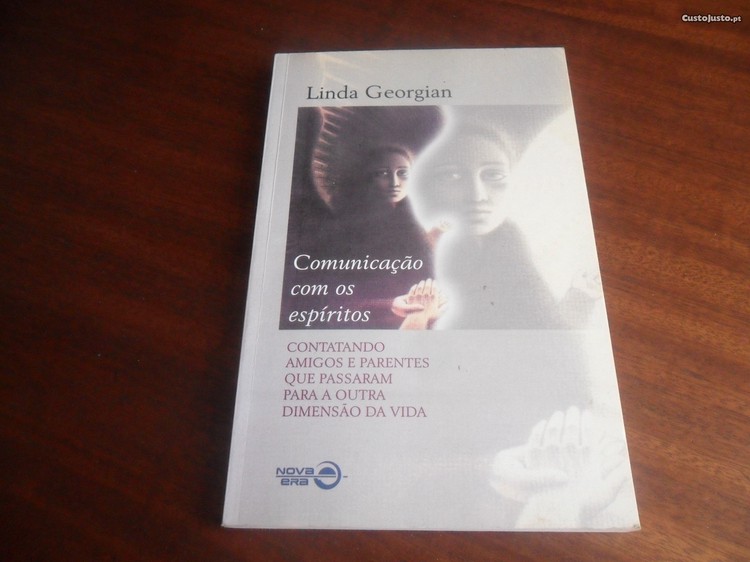 CustoJusto.pt
Linda Georgian
Comunicação
com os
espíritos
CONTATANDO
AMIGOS E PARENTES
QUE PASSARAM
PARA A OUTRA
DIMENSÃO DA VIDA
NOVA
ERA